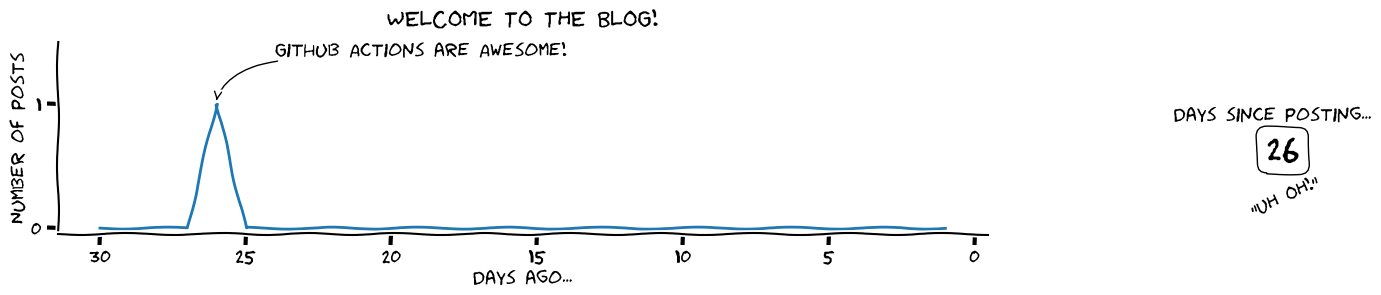 WELCOME TO THE BLOG!
GITHUB ACTIONS ARE AWESOME!
NUMBER OF POSTS
1
0
30 25 20 15 10 5 0
DAYS AGO...
DAYS SINCE POSTING...
26
"UH OH!"